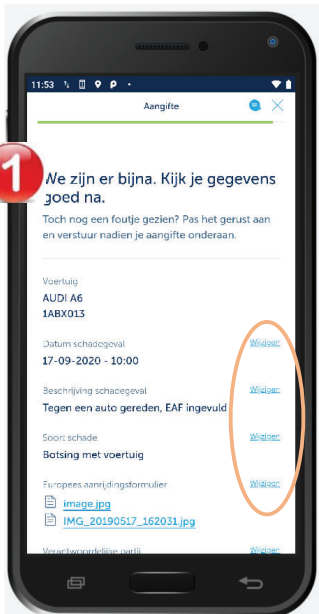 11:53
Aangifte
1
We zijn er bijna. Kijk je gegevens
goed na.
Toch nog een foutje gezien? Pas het gerust aan
en verstuur nadien je aangifte onderaan.
Voertuig
AUDI A6
1ABX013
Datum schadegeval Wijzigen
17-09-2020 - 10:00
Beschrijving schadegeval Wijzigen
Tegen een auto gereden, EAF ingevuld
Soort schade Wijzigen
Botsing met voertuig
Europees aanrijdingsformulier Wijzigen
image.jpg
IMG_20190517_162031.jpg
Verantwoordelijke partij Wijzigen